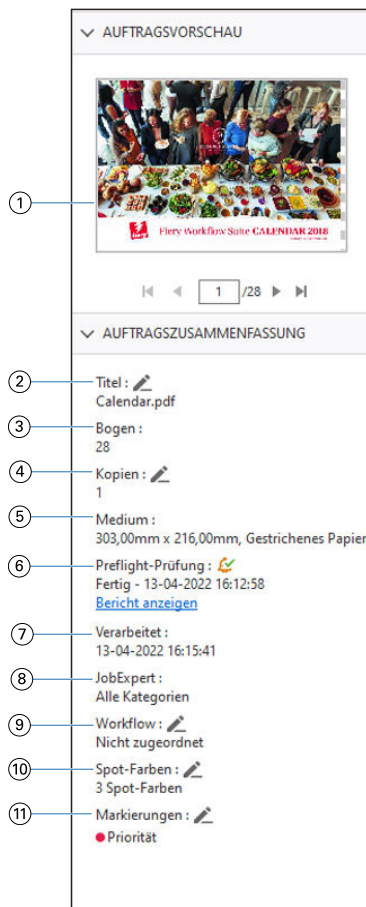 AUFTRAGSVORSCHAU
①
Fiery Workflow Suite CALENDAR 2018
1 /28
AUFTRAGSZUSAMMENFASSUNG
② Titel :
Calendar.pdf
③ Bogen :
28
④ Kopien :
1
⑤ Medium :
303,00mm x 216,00mm, Gestrichenes Papier
⑥ Preflight-Prüfung :
Fertig - 13-04-2022 16:12:58
Bericht anzeigen
⑦ Verarbeitet :
13-04-2022 16:15:41
⑧ JobExpert :
Alle Kategorien
⑨ Workflow :
Nicht zugeordnet
⑩ Spot-Farben :
3 Spot-Farben
⑪ Markierungen :
Priorität